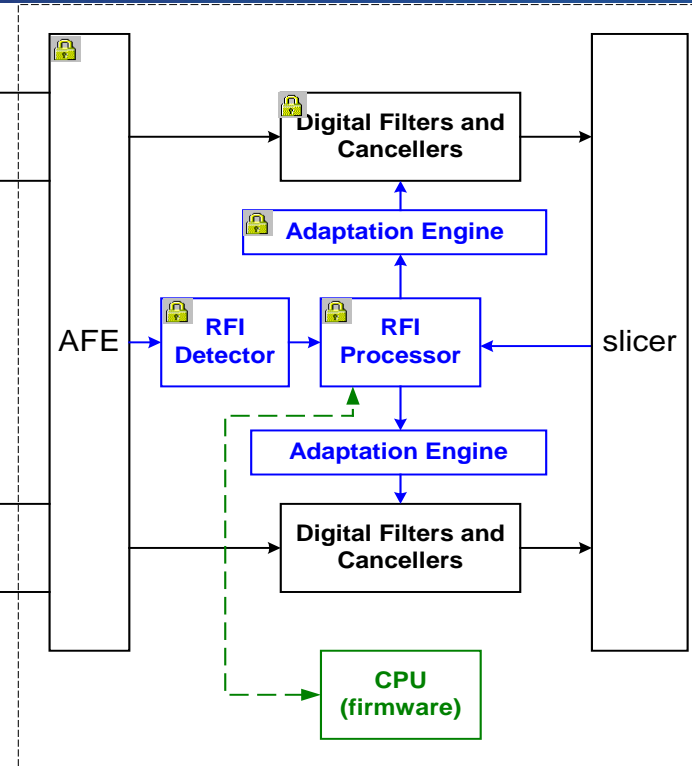 Digital Filters and
Cancellers
Adaptation Engine
AFE
RFI
Detector
RFI
Processor
slicer
Adaptation Engine
Digital Filters and
Cancellers
CPU
(firmware)